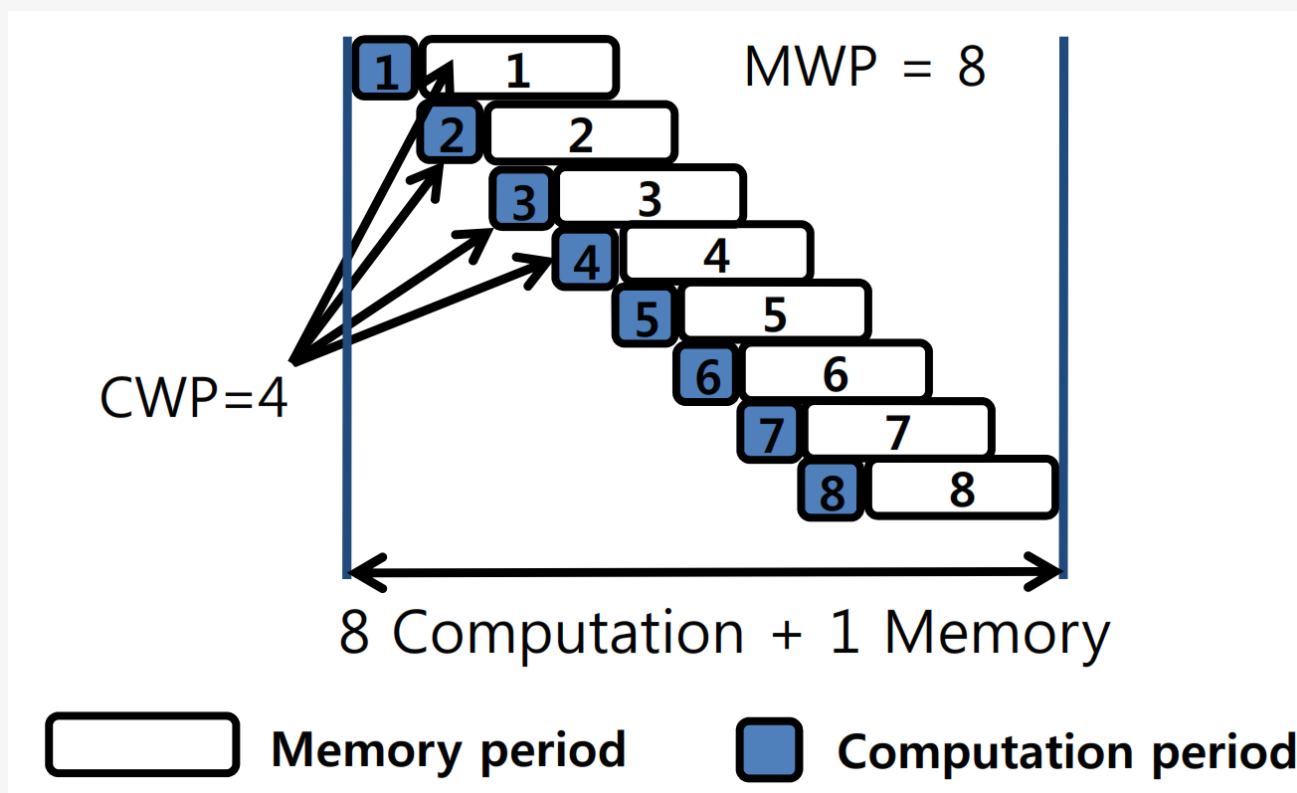 1 1 MWP = 8
2 2
3 3
4 4
5 5
6 6
CWP=4
7 7
8 8
8 Computation + 1 Memory
Memory period Computation period